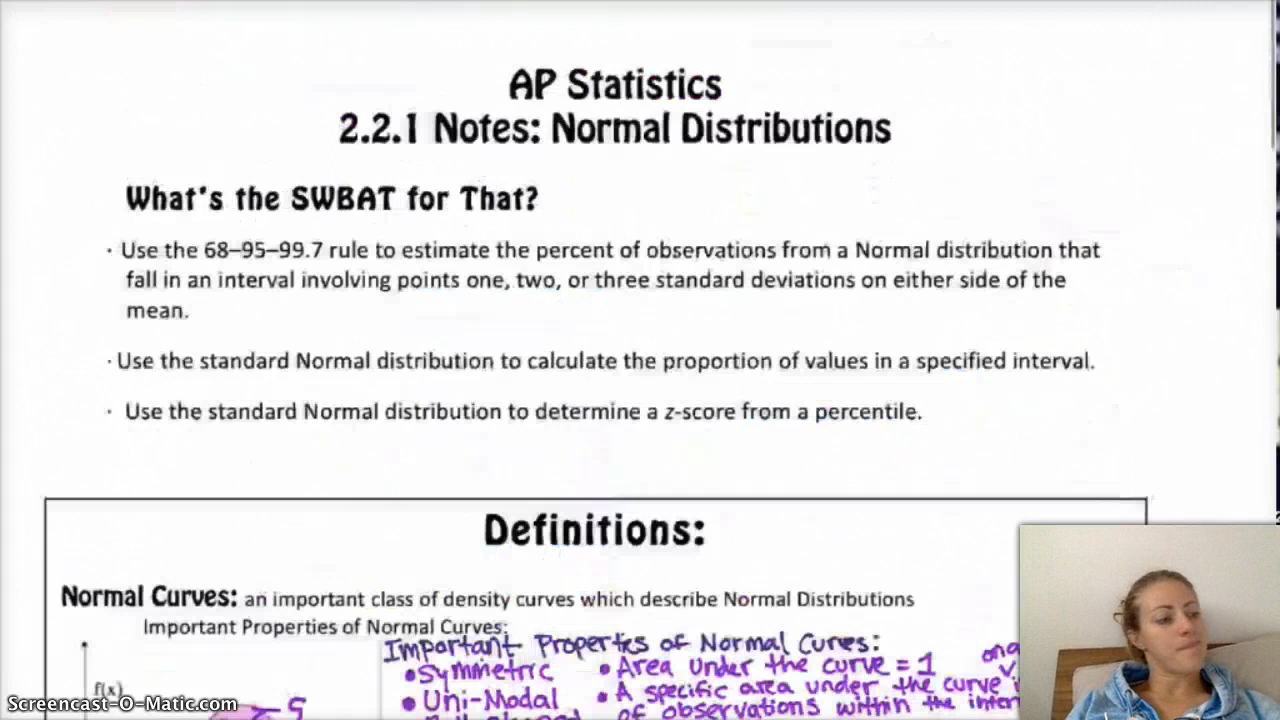 AP Statistics
2.2.1 Notes: Normal Distributions
What's the SWBAT for That?
· Use the 68–95–99.7 rule to estimate the percent of observations from a Normal distribution that
fall in an interval involving points one, two, or three standard deviations on either side of the
mean.
· Use the standard Normal distribution to calculate the proportion of values in a specified interval.
· Use the standard Normal distribution to determine a z-score from a percentile.
Definitions:
Normal Curves: an important class of density curves which describe Normal Distributions
Important Properties of Normal Curves:
Important Properties of Normal Curves:
• Symmetric
• Area under the curve = 1
• Uni-Modal
• A specific area under the curve
of observations within the
f(x)
Screencast-O-Matic.com